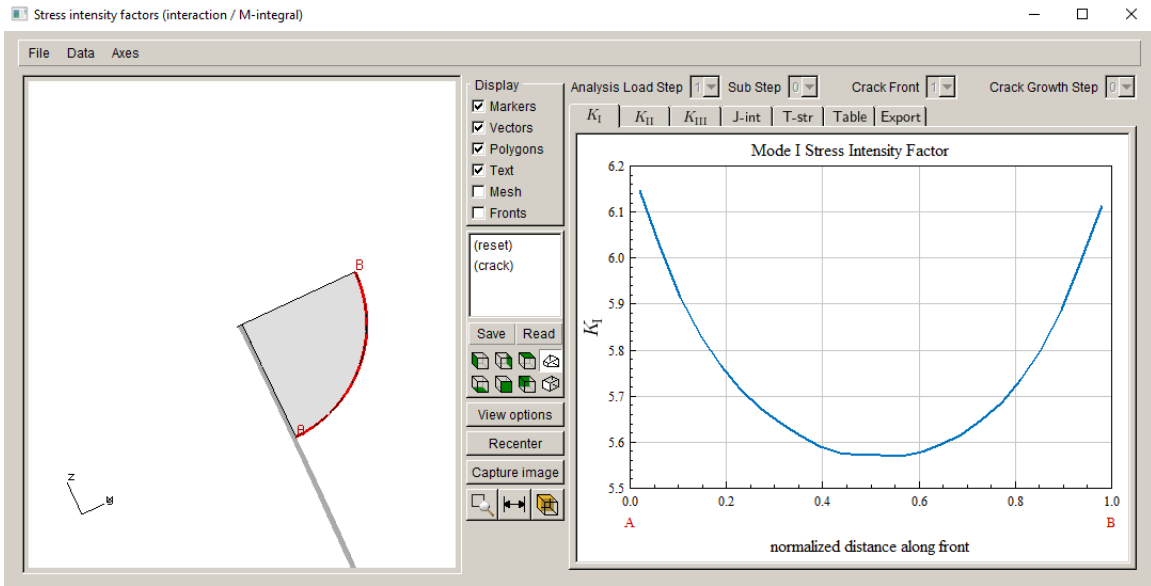 Stress intensity factors (interaction / M-integral)
File Data Axes
Display
Markers
Vectors
Polygons
Text
Mesh
Fronts
(reset)
(crack)
Save Read
View options
Recenter
Capture image
B
A
Z
Analysis Load Step 1 Sub Step 0 Crack Front 1 Crack Growth Step 0
KI KII KIII J-int T-str Table Export
Mode I Stress Intensity Factor
6.2
6.1
6.0
5.9
5.8
5.7
5.6
5.5
KI
0.0 0.2 0.4 0.6 0.8 1.0
A B
normalized distance along front